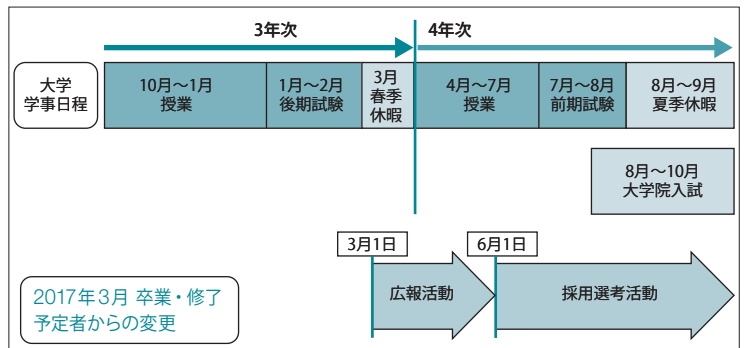 3年次
4年次
大学
学事日程
10月〜1月
授業
1月〜2月
後期試験
3月
春季
休暇
4月〜7月
授業
7月〜8月
前期試験
8月〜9月
夏季休暇
8月〜10月
大学院入試
3月1日
6月1日
広報活動
採用選考活動
2017年3月 卒業・修了
予定者からの変更